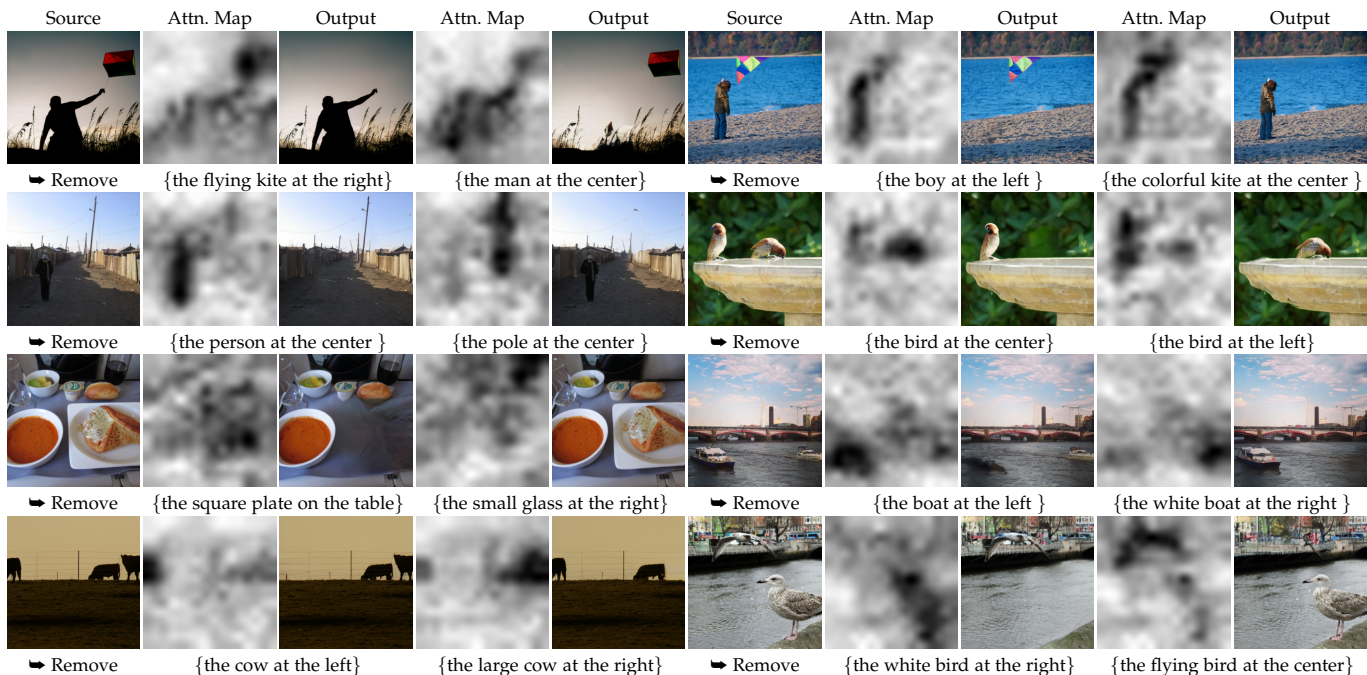 Source Attn. Map Output Attn. Map Output Source Attn. Map Output Attn. Map Output
➥ Remove {the flying kite at the right} {the man at the center} ➥ Remove {the boy at the left } {the colorful kite at the center }
➥ Remove {the person at the center } {the pole at the center } ➥ Remove {the bird at the center} {the bird at the left}
➥ Remove {the square plate on the table} {the small glass at the right} ➥ Remove {the boat at the left } {the white boat at the right }
➥ Remove {the cow at the left} {the large cow at the right} ➥ Remove {the white bird at the right} {the flying bird at the center}